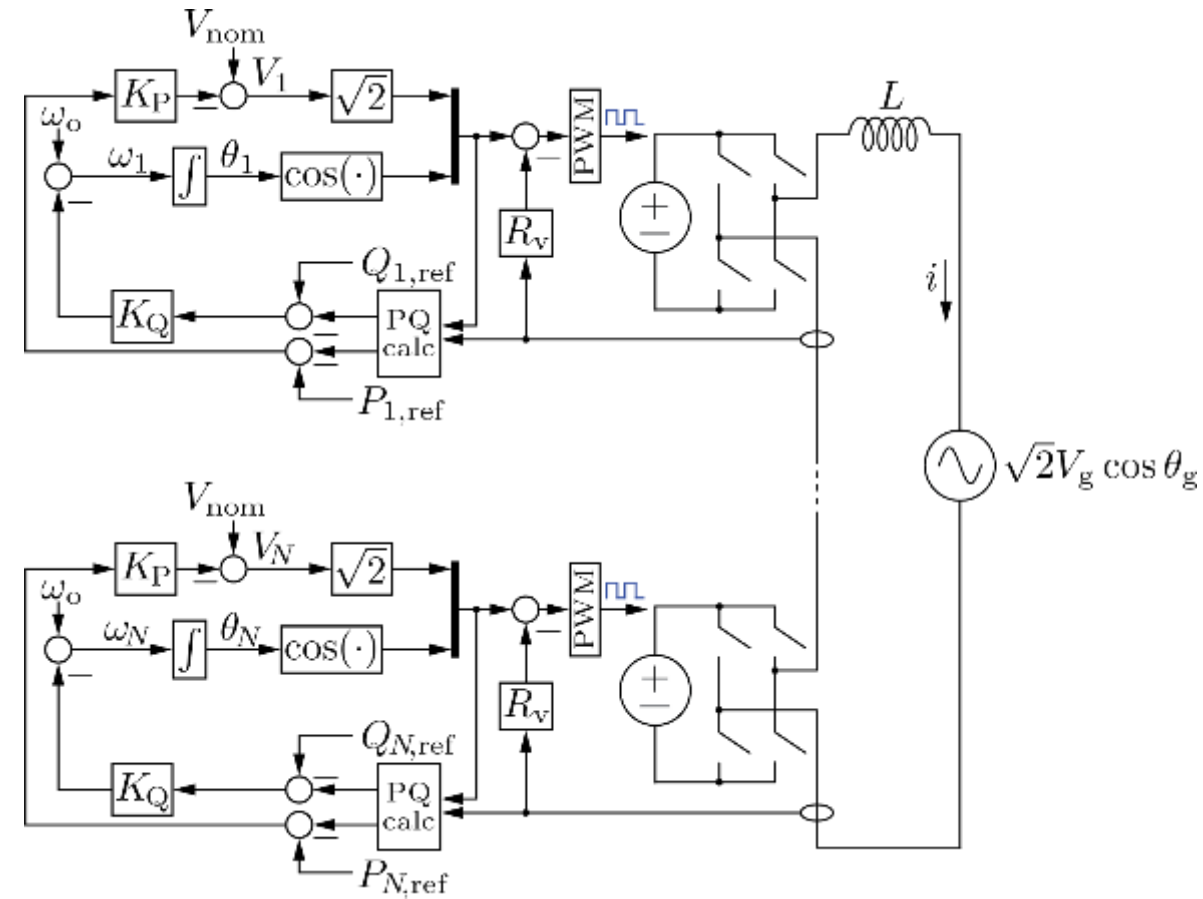 V_nom
K_P V_1 √2
ω_o
ω_1 ∫ θ_1 cos(·)
PWM
L
+
−
R_v
i
Q_1,ref
K_Q
PQ
calc
P_1,ref
√2V_g cos θ_g
V_nom
K_P V_N √2
ω_o
ω_N ∫ θ_N cos(·)
PWM
+
−
R_v
Q_N,ref
K_Q
PQ
calc
P_N,ref